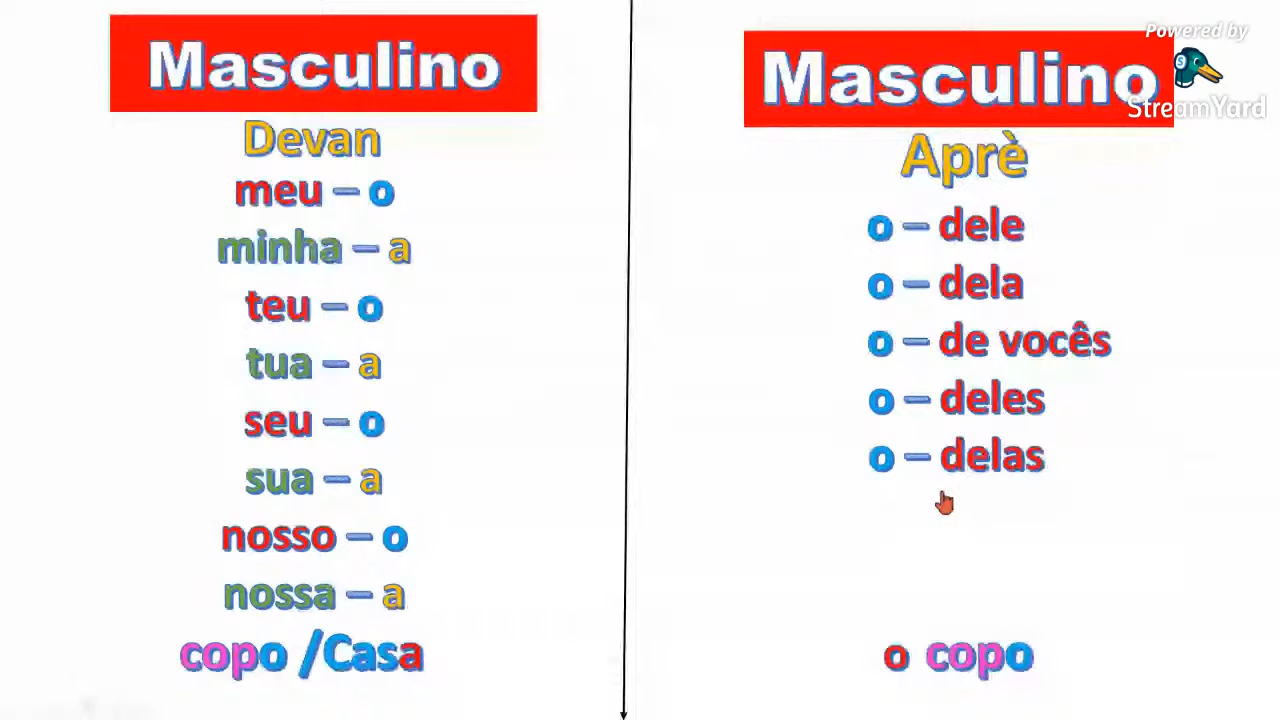 Masculino
Devan
meu – o
minha – a
teu – o
tua – a
seu – o
sua – a
nosso – o
nossa – a
copo /Casa
Masculino
Aprè
o – dele
o – dela
o – de vocês
o – deles
o – delas
o copo
Powered by
StreamYard